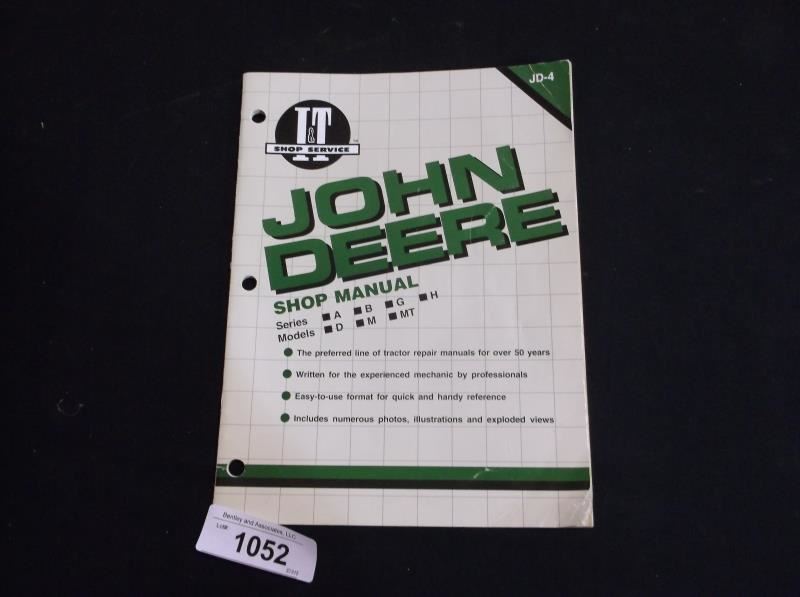 JD-4
I&T
SHOP SERVICE
JOHN
DEERE
SHOP MANUAL
Series ■ A ■ B ■ G ■ H
Models ■ D ■ M ■ MT
● The preferred line of tractor repair manuals for over 50 years
● Written for the experienced mechanic by professionals
● Easy-to-use format for quick and handy reference
● Includes numerous photos, illustrations and exploded views
Bentley and Associates, LLC
Lot#:
1052